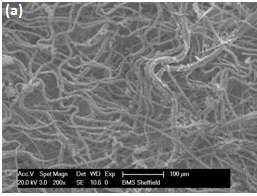 (a)
Acc.V Spot Magn Det WD Exp 100 µm
20.0 kV 3.0 200x SE 10.6 0 BMS Sheffield